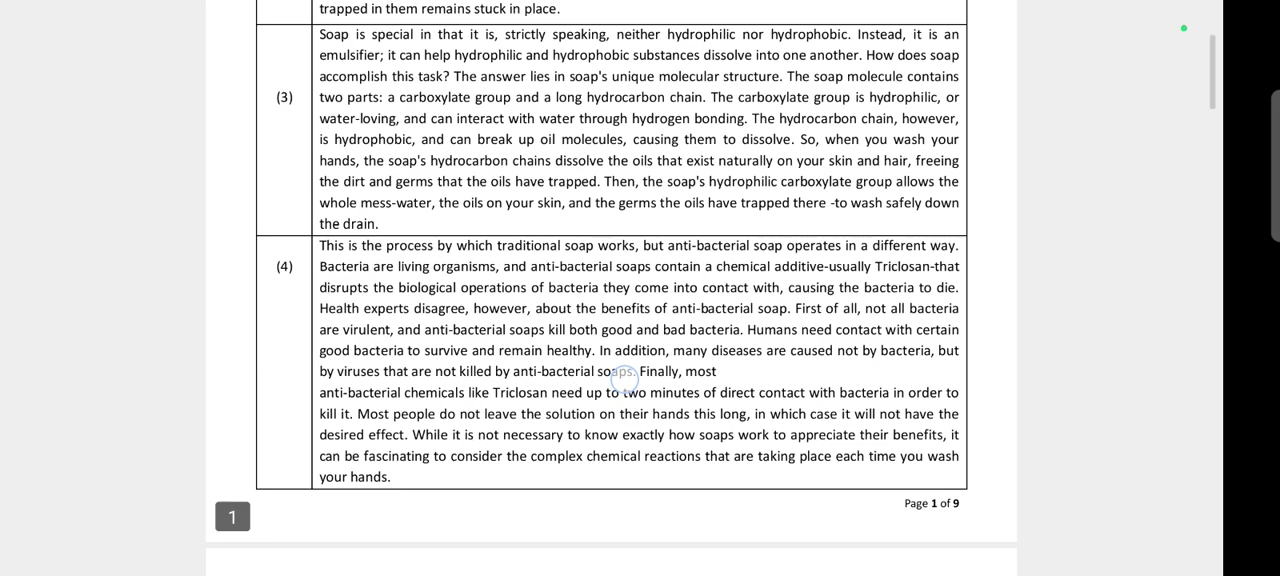 trapped in them remains stuck in place.
Soap is special in that it is, strictly speaking, neither hydrophilic nor hydrophobic. Instead, it is an
emulsifier; it can help hydrophilic and hydrophobic substances dissolve into one another. How does soap
accomplish this task? The answer lies in soap's unique molecular structure. The soap molecule contains
(3)
two parts: a carboxylate group and a long hydrocarbon chain. The carboxylate group is hydrophilic, or
water-loving, and can interact with water through hydrogen bonding. The hydrocarbon chain, however,
is hydrophobic, and can break up oil molecules, causing them to dissolve. So, when you wash your
hands, the soap's hydrocarbon chains dissolve the oils that exist naturally on your skin and hair, freeing
the dirt and germs that the oils have trapped. Then, the soap's hydrophilic carboxylate group allows the
whole mess-water, the oils on your skin, and the germs the oils have trapped there -to wash safely down
the drain.
This is the process by which traditional soap works, but anti-bacterial soap operates in a different way.
(4)
Bacteria are living organisms, and anti-bacterial soaps contain a chemical additive-usually Triclosan-that
disrupts the biological operations of bacteria they come into contact with, causing the bacteria to die.
Health experts disagree, however, about the benefits of anti-bacterial soap. First of all, not all bacteria
are virulent, and anti-bacterial soaps kill both good and bad bacteria. Humans need contact with certain
good bacteria to survive and remain healthy. In addition, many diseases are caused not by bacteria, but
by viruses that are not killed by anti-bacterial soaps. Finally, most
anti-bacterial chemicals like Triclosan need up to two minutes of direct contact with bacteria in order to
kill it. Most people do not leave the solution on their hands this long, in which case it will not have the
desired effect. While it is not necessary to know exactly how soaps work to appreciate their benefits, it
can be fascinating to consider the complex chemical reactions that are taking place each time you wash
your hands.
Page 1 of 9
1